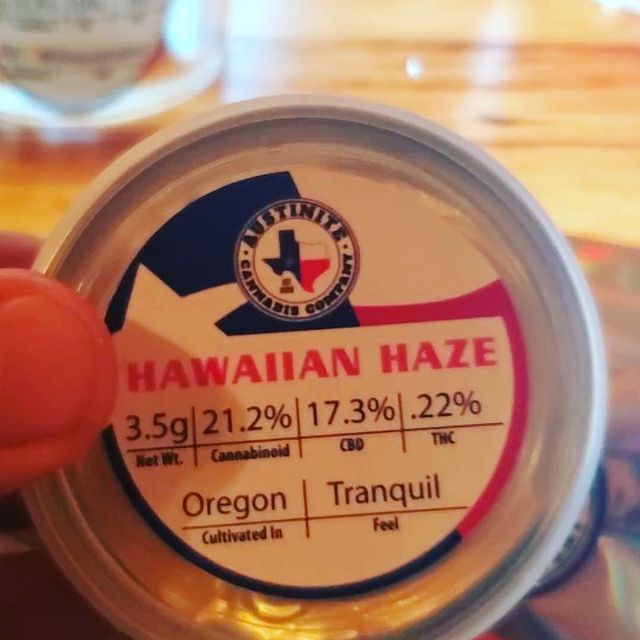 AUSTINITE
CANNABIS COMPANY
HAWAIIAN HAZE
3.5g 21.2% 17.3% .22%
Net Wt. Cannabinoid CBD THC
Oregon Tranquil
Cultivated In Feel